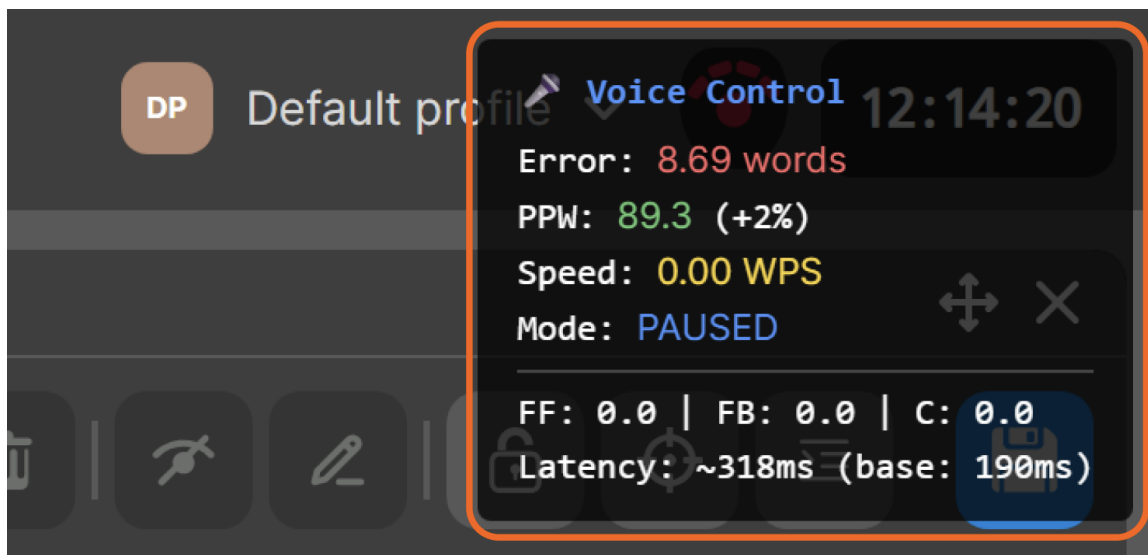 DP
Default profile
12:14:20
🎤 Voice Control
Error: 8.69 words
PPW: 89.3 (+2%)
Speed: 0.00 WPS
Mode: PAUSED
FF: 0.0 | FB: 0.0 | C: 0.0
Latency: ~318ms (base: 190ms)